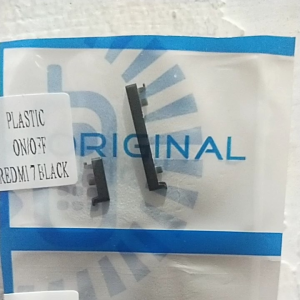 PLASTIC
ON/OFF
REDMI 7 BLACK
ORIGINAL